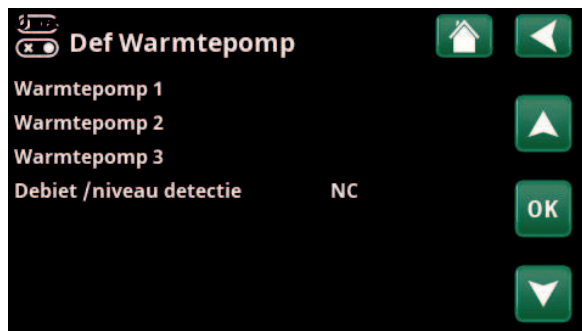 Def Warmtepomp
Warmtepomp 1
Warmtepomp 2
Warmtepomp 3
Debiet /niveau detectie NC
OK